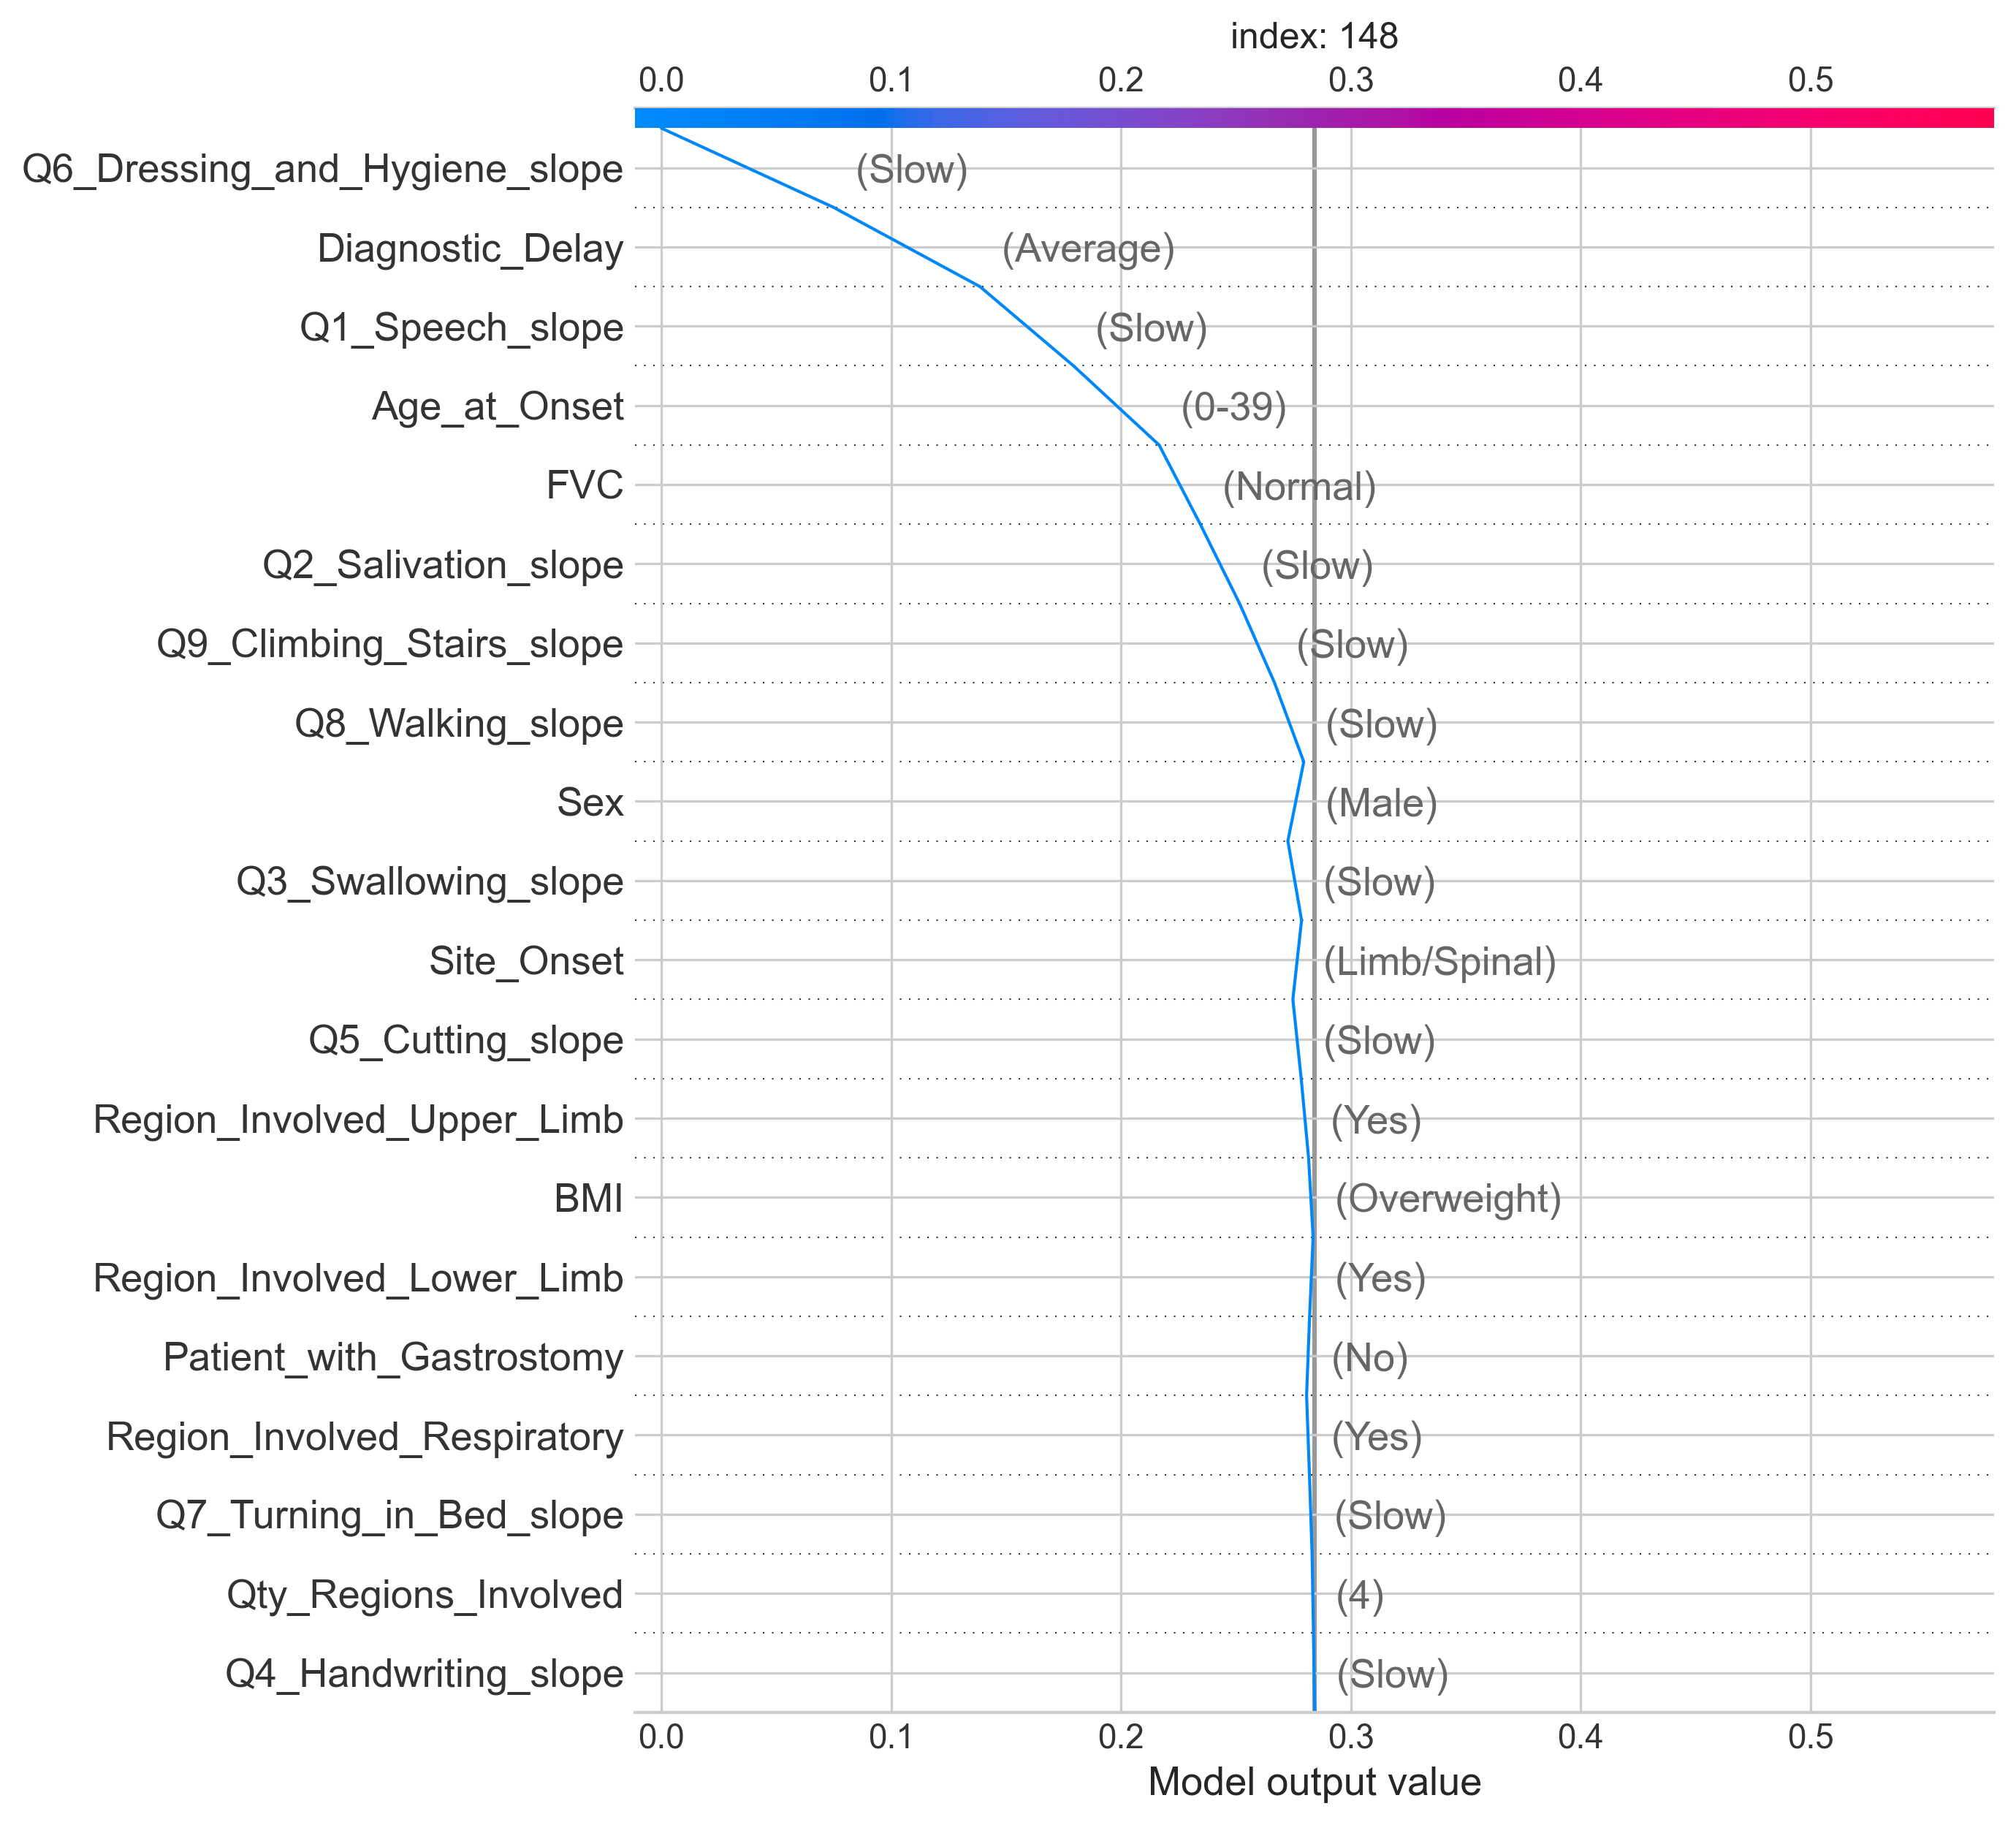 index: 148
0.0 0.1 0.2 0.3 0.4 0.5
Q6_Dressing_and_Hygiene_slope (Slow)
Diagnostic_Delay (Average)
Q1_Speech_slope (Slow)
Age_at_Onset (0-39)
FVC (Normal)
Q2_Salivation_slope (Slow)
Q9_Climbing_Stairs_slope (Slow)
Q8_Walking_slope (Slow)
Sex (Male)
Q3_Swallowing_slope (Slow)
Site_Onset (Limb/Spinal)
Q5_Cutting_slope (Slow)
Region_Involved_Upper_Limb (Yes)
BMI (Overweight)
Region_Involved_Lower_Limb (Yes)
Patient_with_Gastrostomy (No)
Region_Involved_Respiratory (Yes)
Q7_Turning_in_Bed_slope (Slow)
Qty_Regions_Involved (4)
Q4_Handwriting_slope (Slow)
0.0 0.1 0.2 0.3 0.4 0.5
Model output value